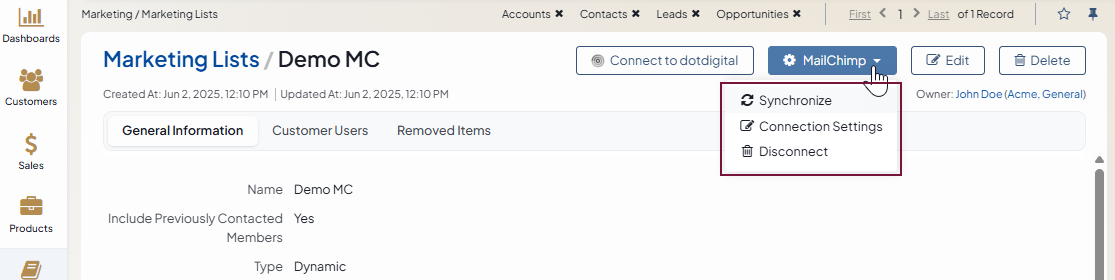 Marketing / Marketing Lists
Accounts ✖ Contacts ✖ Leads ✖ Opportunities ✖
First < 1 > Last of 1 Record
Dashboards
Customers
Sales
Products
Marketing Lists / Demo MC
Connect to dotdigital
MailChimp
Edit
Delete
Created At: Jun 2, 2025, 12:10 PM | Updated At: Jun 2, 2025, 12:10 PM
Owner: John Doe (Acme, General)
Synchronize
Connection Settings
Disconnect
General Information Customer Users Removed Items
Name Demo MC
Include Previously Contacted Yes
Members
Type Dynamic